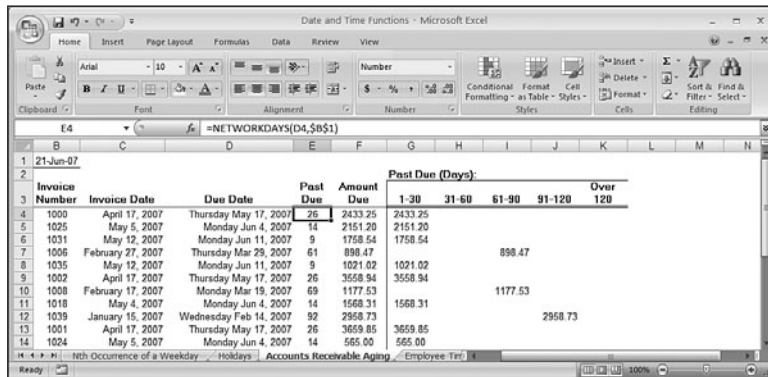 Date and Time Functions - Microsoft Excel
Home Insert Page Layout Formulas Data Review View
Paste
Arial 10
Number
Conditional Formatting Format as Table Cell Styles
Insert
Delete
Format
Sort & Filter Find & Select
Clipboard Font Alignment Number Styles Cells Editing
E4 fx =NETWORKDAYS(D4,$B$1)
B C D E F G H I J K L M N
1 21-Jun-07
2 Past Due (Days):
3 Invoice Number Invoice Date Due Date Past Due Amount Due 1-30 31-60 61-90 91-120 Over 120
4 1000 April 17, 2007 Thursday May 17, 2007 26 2433.25 2433.25
5 1025 May 5, 2007 Monday Jun 4, 2007 14 2151.20 2151.20
6 1031 May 12, 2007 Monday Jun 11, 2007 9 1758.54 1758.54
7 1006 February 27, 2007 Thursday Mar 29, 2007 61 898.47 898.47
8 1035 May 12, 2007 Monday Jun 11, 2007 9 1021.02 1021.02
9 1002 April 17, 2007 Thursday May 17, 2007 26 3558.94 3558.94
10 1008 February 17, 2007 Monday Mar 19, 2007 69 1177.53 1177.53
11 1018 May 4, 2007 Monday Jun 4, 2007 14 1568.31 1568.31
12 1039 January 15, 2007 Wednesday Feb 14, 2007 92 2958.73 2958.73
13 1001 April 17, 2007 Thursday May 17, 2007 26 3659.85 3659.85
14 1024 May 5, 2007 Monday Jun 4, 2007 14 565.00 565.00
Nth Occurrence of a Weekday Holidays Accounts Receivable Aging Employee
Ready 100%